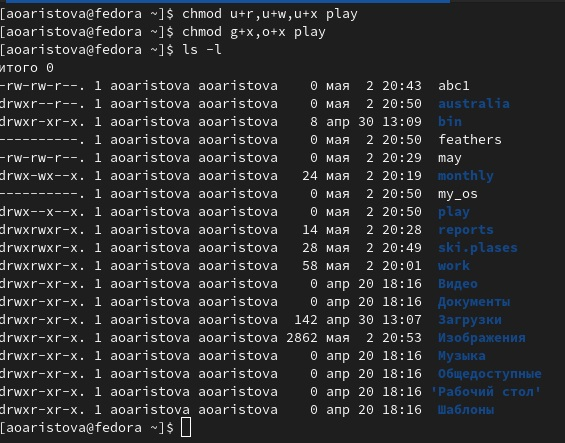 [aoaristova@fedora ~]$ chmod u+r,u+w,u+x play
[aoaristova@fedora ~]$ chmod g+x,o+x play
[aoaristova@fedora ~]$ ls -l
итого 0
-rw-rw-r--. 1 aoaristova aoaristova    0 мая  2 20:43  abc1
drwxr--r--. 1 aoaristova aoaristova    0 мая  2 20:50  australia
drwxr-xr-x. 1 aoaristova aoaristova    8 апр 30 13:09  bin
----------. 1 aoaristova aoaristova    0 мая  2 20:50  feathers
-rw-rw-r--. 1 aoaristova aoaristova    0 мая  2 20:29  may
drwx-wx--x. 1 aoaristova aoaristova   24 мая  2 20:19  monthly
----------. 1 aoaristova aoaristova    0 мая  2 20:50  my_os
drwx--x--x. 1 aoaristova aoaristova    0 мая  2 20:50  play
drwxrwxr-x. 1 aoaristova aoaristova   14 мая  2 20:28  reports
drwxrwxr-x. 1 aoaristova aoaristova   28 мая  2 20:49  ski.plases
drwxrwxr-x. 1 aoaristova aoaristova   58 мая  2 20:01  work
drwxr-xr-x. 1 aoaristova aoaristova    0 апр 20 18:16  Видео
drwxr-xr-x. 1 aoaristova aoaristova    0 апр 20 18:16  Документы
drwxr-xr-x. 1 aoaristova aoaristova  142 апр 30 13:07  Загрузки
drwxr-xr-x. 1 aoaristova aoaristova 2862 мая  2 20:53  Изображения
drwxr-xr-x. 1 aoaristova aoaristova    0 апр 20 18:16  Музыка
drwxr-xr-x. 1 aoaristova aoaristova    0 апр 20 18:16  Общедоступные
drwxr-xr-x. 1 aoaristova aoaristova    0 апр 20 18:16 'Рабочий стол'
drwxr-xr-x. 1 aoaristova aoaristova    0 апр 20 18:16  Шаблоны
[aoaristova@fedora ~]$